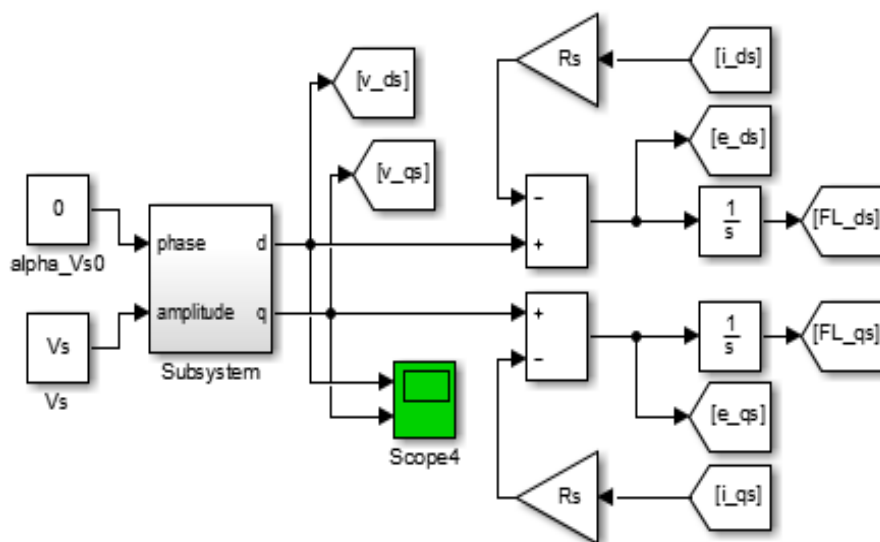 [v_ds]
[v_qs]
0
alpha_Vs0
Vs
Vs
phase
d
amplitude
q
Subsystem
Scope4
Rs
[i_ds]
[e_ds]
-
+
1
s
[FL_ds]
+
-
1
s
[FL_qs]
[e_qs]
Rs
[i_qs]